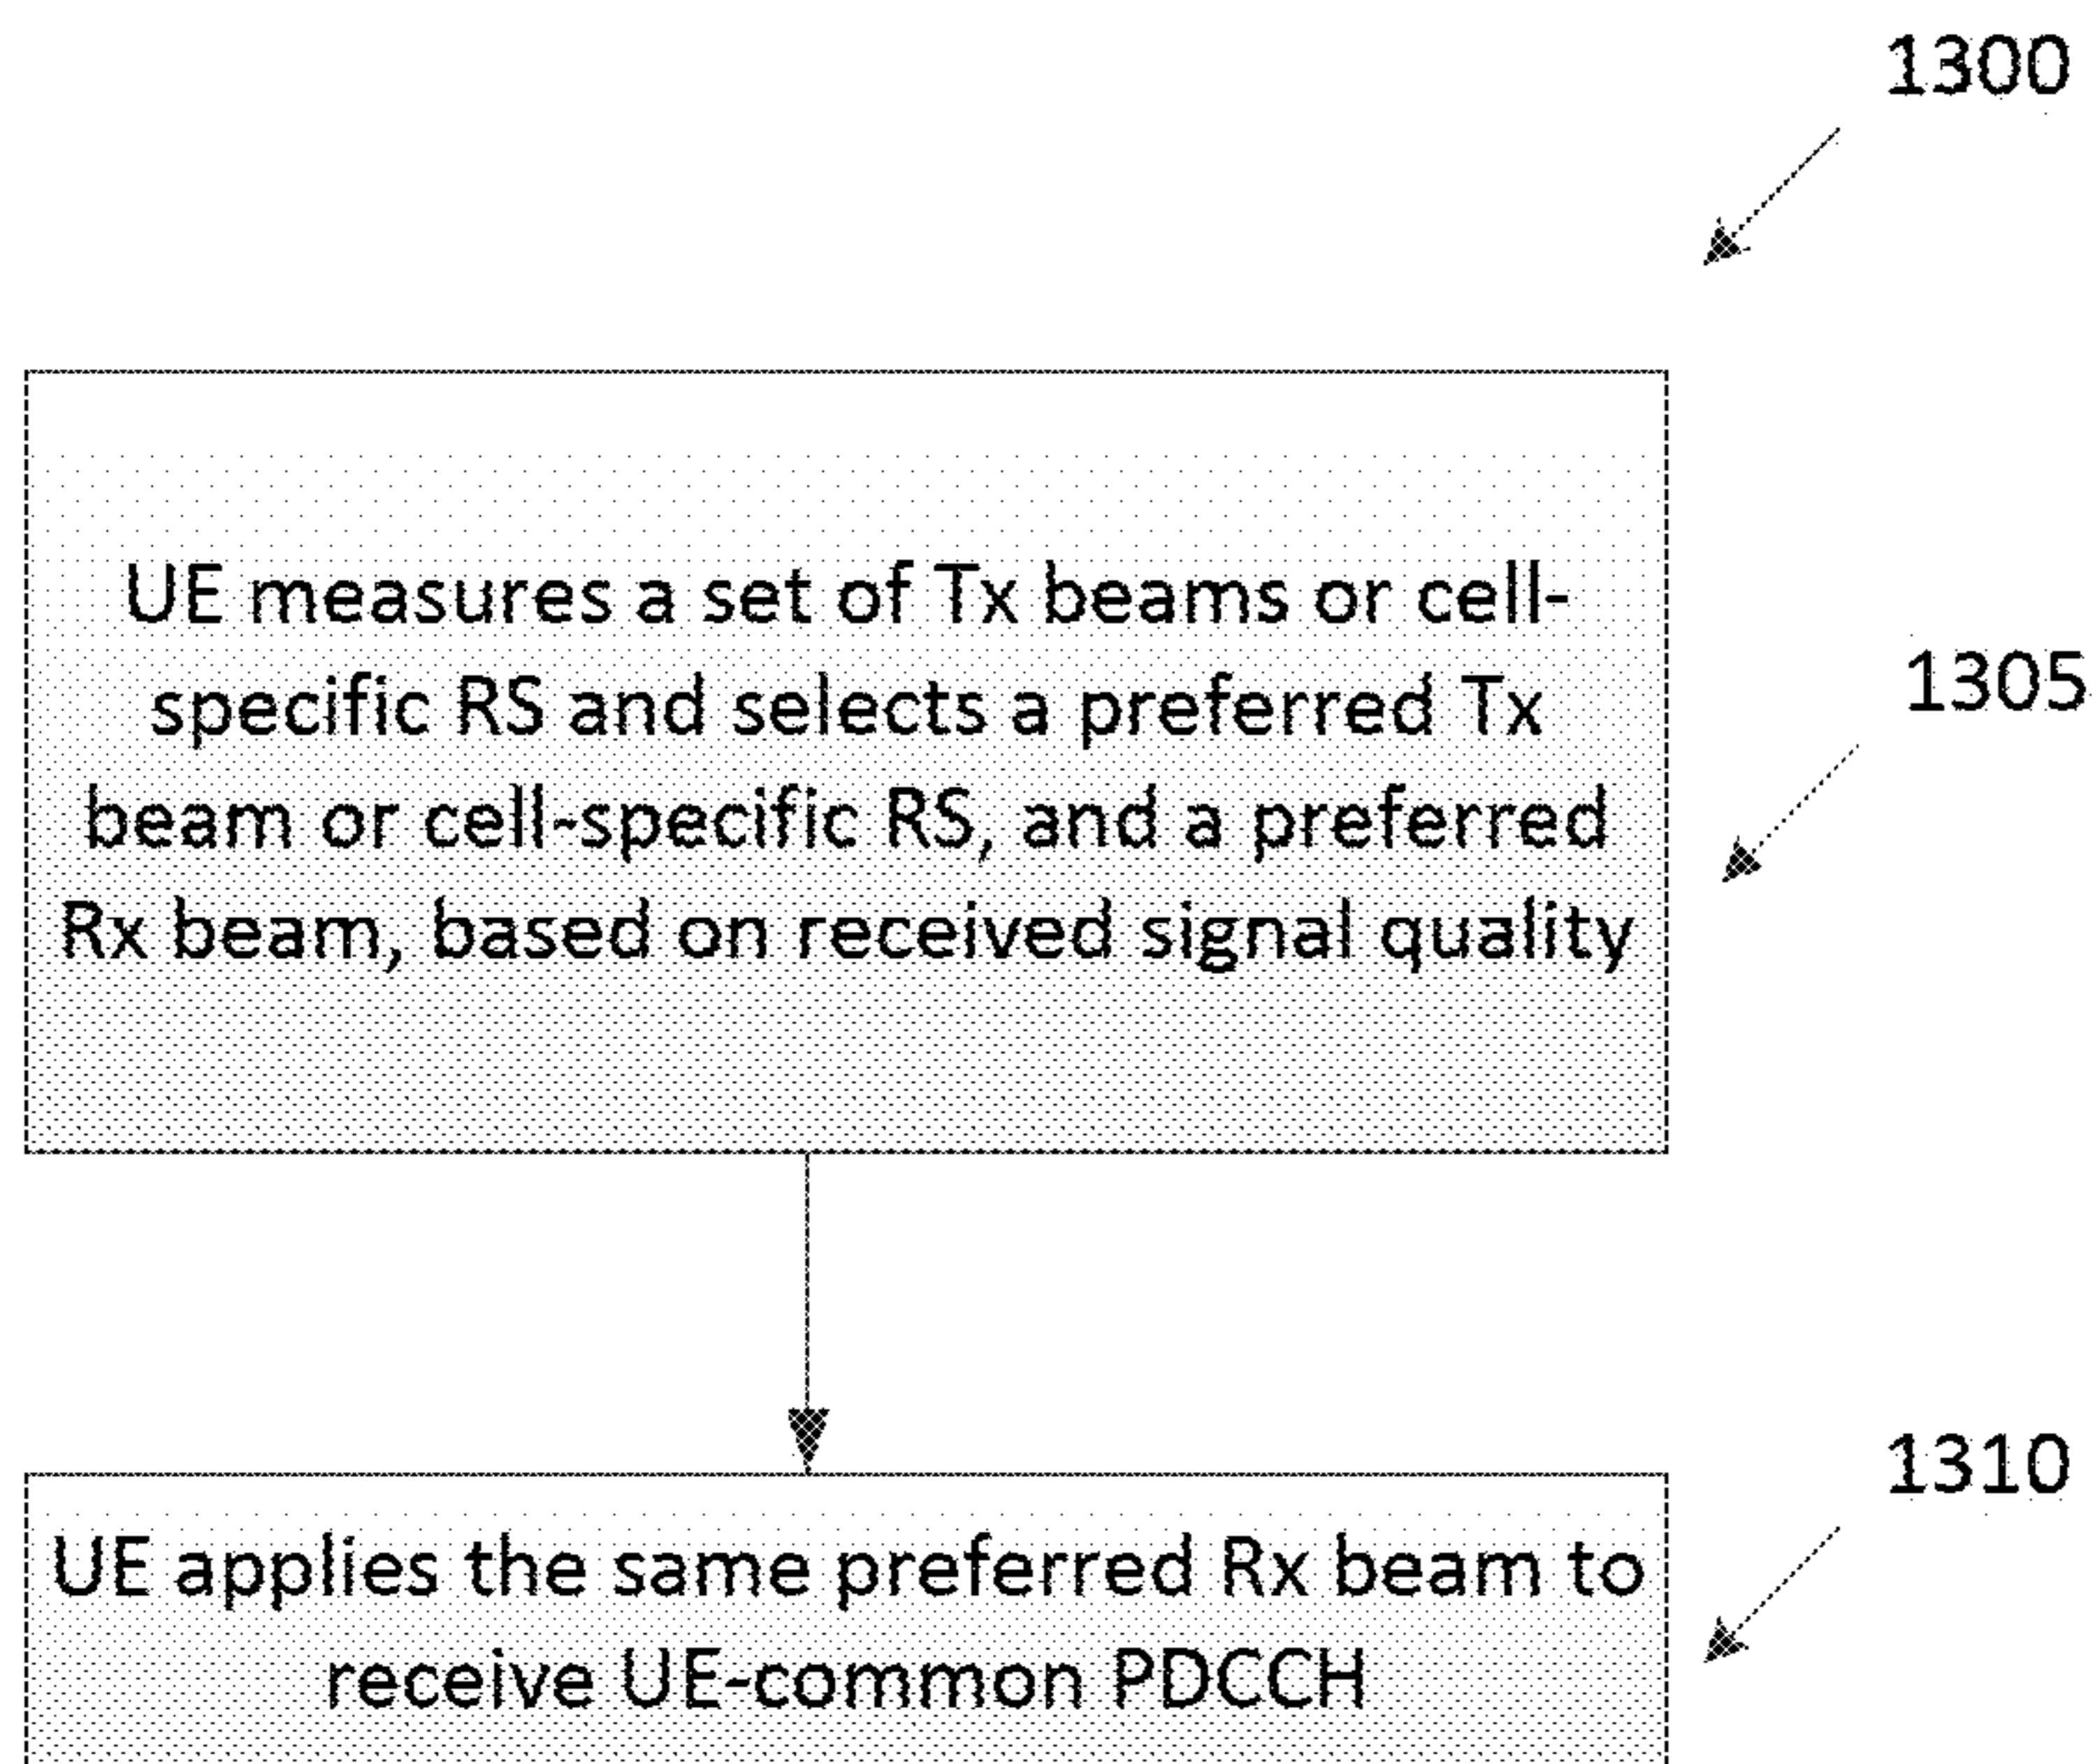 1300
UE measures a set of Tx beams or cell-
specific RS and selects a preferred Tx
beam or cell-specific RS, and a preferred
Rx beam, based on received signal quality
1305
1310
UE applies the same preferred Rx beam to
receive UE-common PDCCH